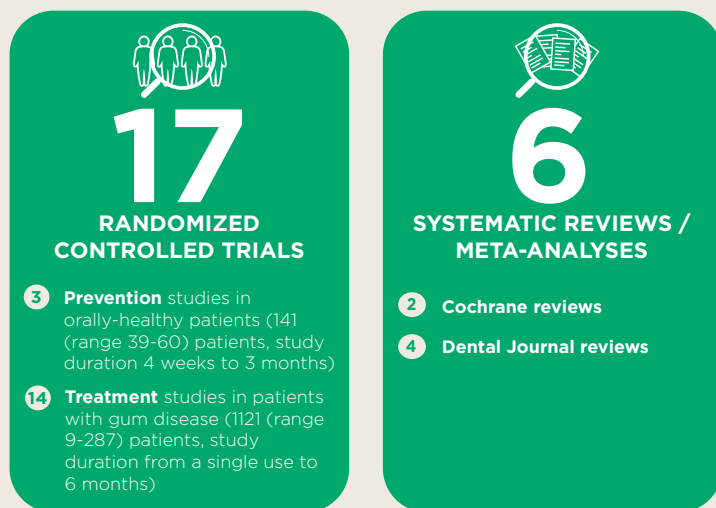 17
RANDOMIZED
CONTROLLED TRIALS
3 Prevention studies in
orally-healthy patients (141
(range 39-60) patients, study
duration 4 weeks to 3 months)
14 Treatment studies in patients
with gum disease (1121 (range
9-287) patients, study
duration from a single use to
6 months)
6
SYSTEMATIC REVIEWS /
META-ANALYSES
2 Cochrane reviews
4 Dental Journal reviews